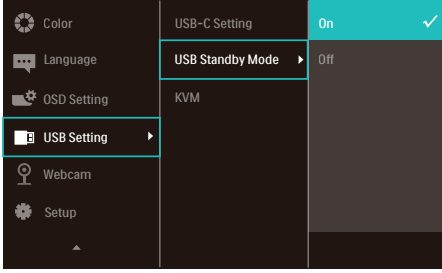 Color
Language
OSD Setting
USB Setting
Webcam
Setup
USB-C Setting
USB Standby Mode
KVM
On
Off